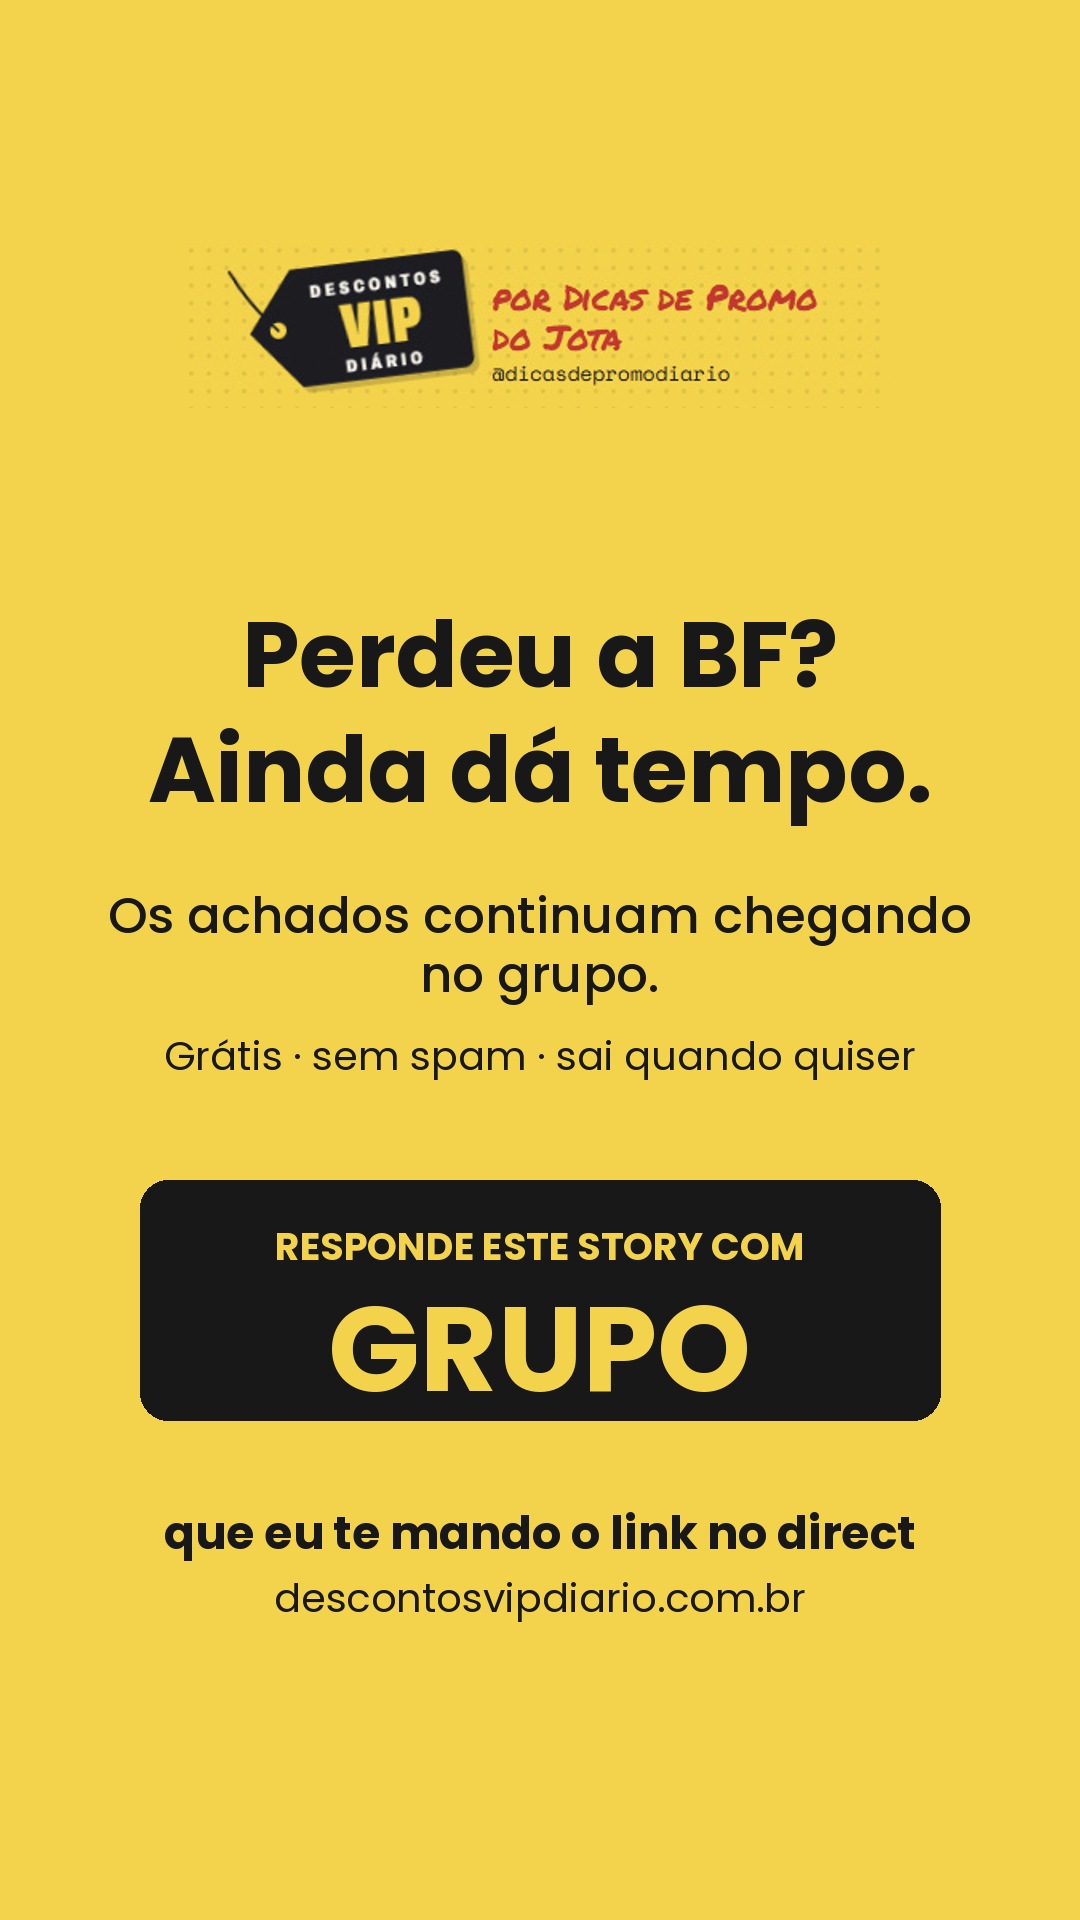 DESCONTOS
VIP
DIÁRIO
POR DICAS DE PROMO
DO JOTA
@dicasdepromodiario
Perdeu a BF?
Ainda dá tempo.
Os achados continuam chegando
no grupo.
Grátis · sem spam · sai quando quiser
RESPONDE ESTE STORY COM
GRUPO
que eu te mando o link no direct
descontosvipdiario.com.br